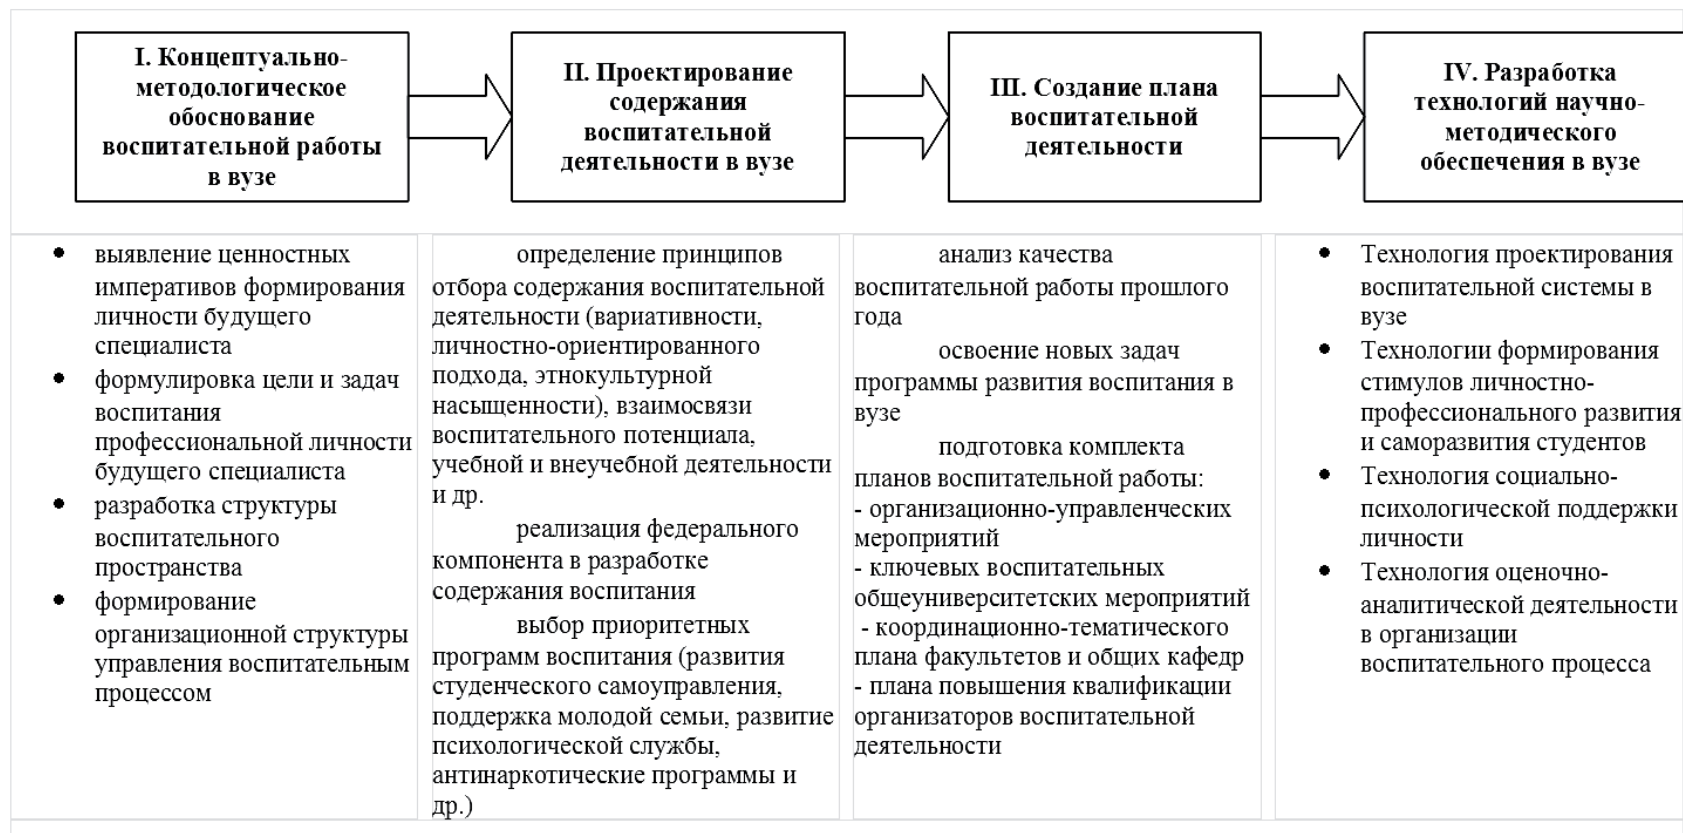 I. Концептуально-
методологическое
обоснование
воспитательной работы
в вузе
II. Проектирование
содержания
воспитательной
деятельности в вузе
III. Создание плана
воспитательной
деятельности
IV. Разработка
технологий научно-
методического
обеспечения в вузе
• выявление ценностных
императивов формирования
личности будущего
специалиста
• формулировка цели и задач
воспитания
профессиональной личности
будущего специалиста
• разработка структуры
воспитательного
пространства
• формирование
организационной структуры
управления воспитательным
процессом
определение принципов
отбора содержания воспитательной
деятельности (вариативности,
личностно-ориентированного
подхода, этнокультурной
насыщенности), взаимосвязи
воспитательного потенциала,
учебной и внеучебной деятельности
и др.
реализация федерального
компонента в разработке
содержания воспитания
выбор приоритетных
программ воспитания (развития
студенческого самоуправления,
поддержка молодой семьи, развитие
психологической службы,
антинаркотические программы и
др.)
анализ качества
воспитательной работы прошлого
года
освоение новых задач
программы развития воспитания в
вузе
подготовка комплекта
планов воспитательной работы:
- организационно-управленческих
мероприятий
- ключевых воспитательных
общеуниверситетских мероприятий
- координационно-тематического
плана факультетов и общих кафедр
- плана повышения квалификации
организаторов воспитательной
деятельности
• Технология проектирования
воспитательной системы в
вузе
• Технологии формирования
стимулов личностно-
профессионального развития
и саморазвития студентов
• Технология социально-
психологической поддержки
личности
• Технология оценочно-
аналитической деятельности
в организации
воспитательного процесса